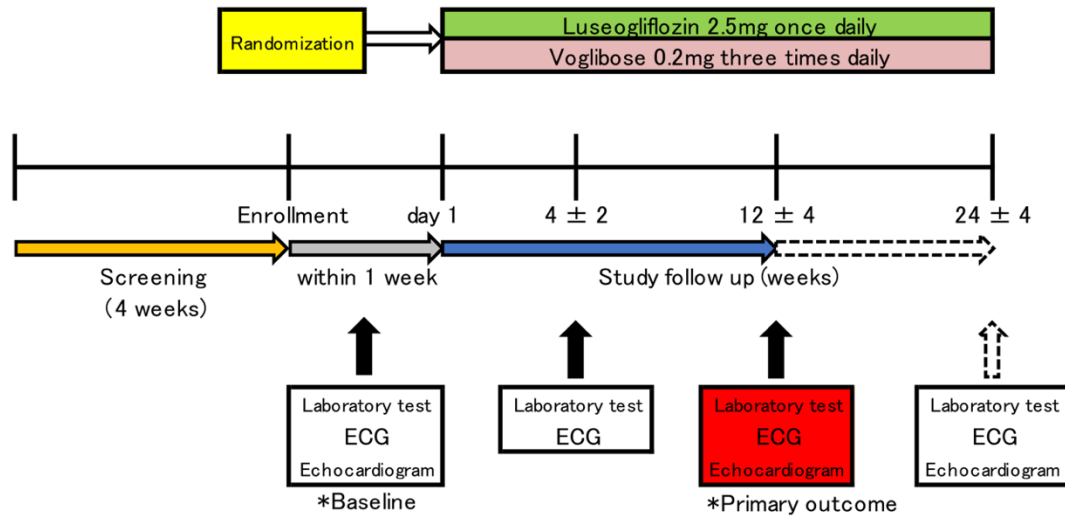 Randomization
Luseogliflozin 2.5mg once daily
Voglibose 0.2mg three times daily
Enrollment
day 1
4 ± 2
12 ± 4
24 ± 4
Screening
(4 weeks)
within 1 week
Study follow up (weeks)
Laboratory test
ECG
Echocardiogram
*Baseline
Laboratory test
ECG
Laboratory test
ECG
Echocardiogram
*Primary outcome
Laboratory test
ECG
Echocardiogram